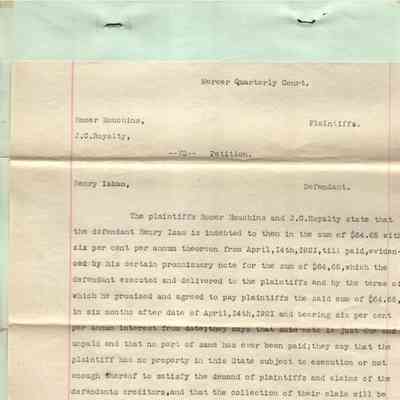 Mercer Quarterly Court.
Homer Houchins, Plaintiffs.
J.C.Royalty,
--VS-- Petition.
Henry Isham, Defendant.
The plaintiffs Homer Houchins and J.C.Royalty state that
the defendant Henry Isam is indebted to them in the sum of $64.65 with
six per cent per annum thereon from April,14th,1921,till paid,eviden-
ced by his certain promissory note for the sum of $64,65,which the
defendant executed and delivered to the plaintiffs and by the terms of
which he promised and agreed to pay plaintiffs the said sum of $64,65,
in six months after date of April,14th,1921 and bearing six per cent
per annum interest from date;they says that said note is just due and
unpaid and that no part of same has ever been paid;they say that the
plaintiff has no property in this State subject to execution or not
enough thereof to satisfy the demand of plaintiffs and claims of the
defendants creditors,and that the collection of their claim will be